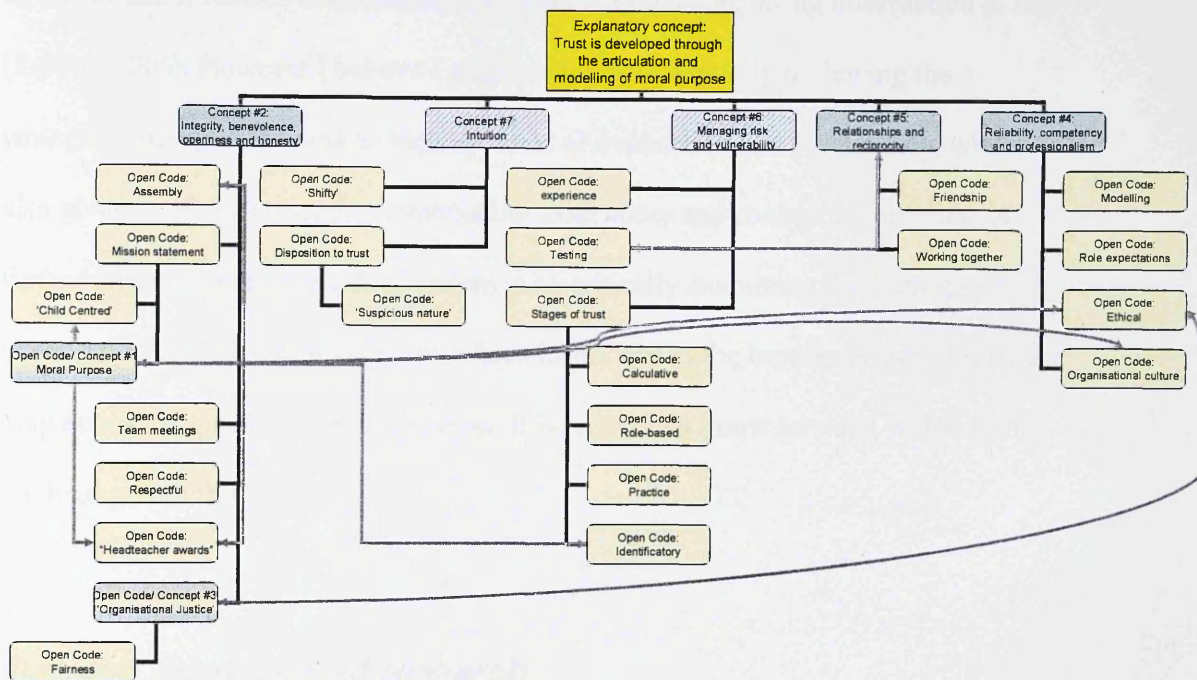 Explanatory concept:
Trust is developed through
the articulation and
modelling of moral purpose
Concept #2:
Integrity, benevolence,
openness and honesty
Concept #7:
Intuition
Concept #6:
Managing risk
and vulnerability
Concept #5:
Relationships and
reciprocity
Concept #4:
Reliability, competency
and professionalism
Open Code:
Assembly
Open Code:
Mission statement
Open Code:
'Child Centred'
Open Code/ Concept #1
Moral Purpose
Open Code:
Team meetings
Open Code:
Respectful
Open Code:
"Headteacher awards"
Open Code/ Concept #3
'Organisational Justice'
Open Code:
Fairness
Open Code:
'Shifty'
Open Code:
Disposition to trust
Open Code:
'Suspicious nature'
Open Code:
experience
Open Code:
Testing
Open Code:
Stages of trust
Open Code:
Calculative
Open Code:
Role-based
Open Code:
Practice
Open Code:
Identificatory
Open Code:
Friendship
Open Code:
Working together
Open Code:
Modelling
Open Code:
Role expectations
Open Code:
Ethical
Open Code:
Organisational culture